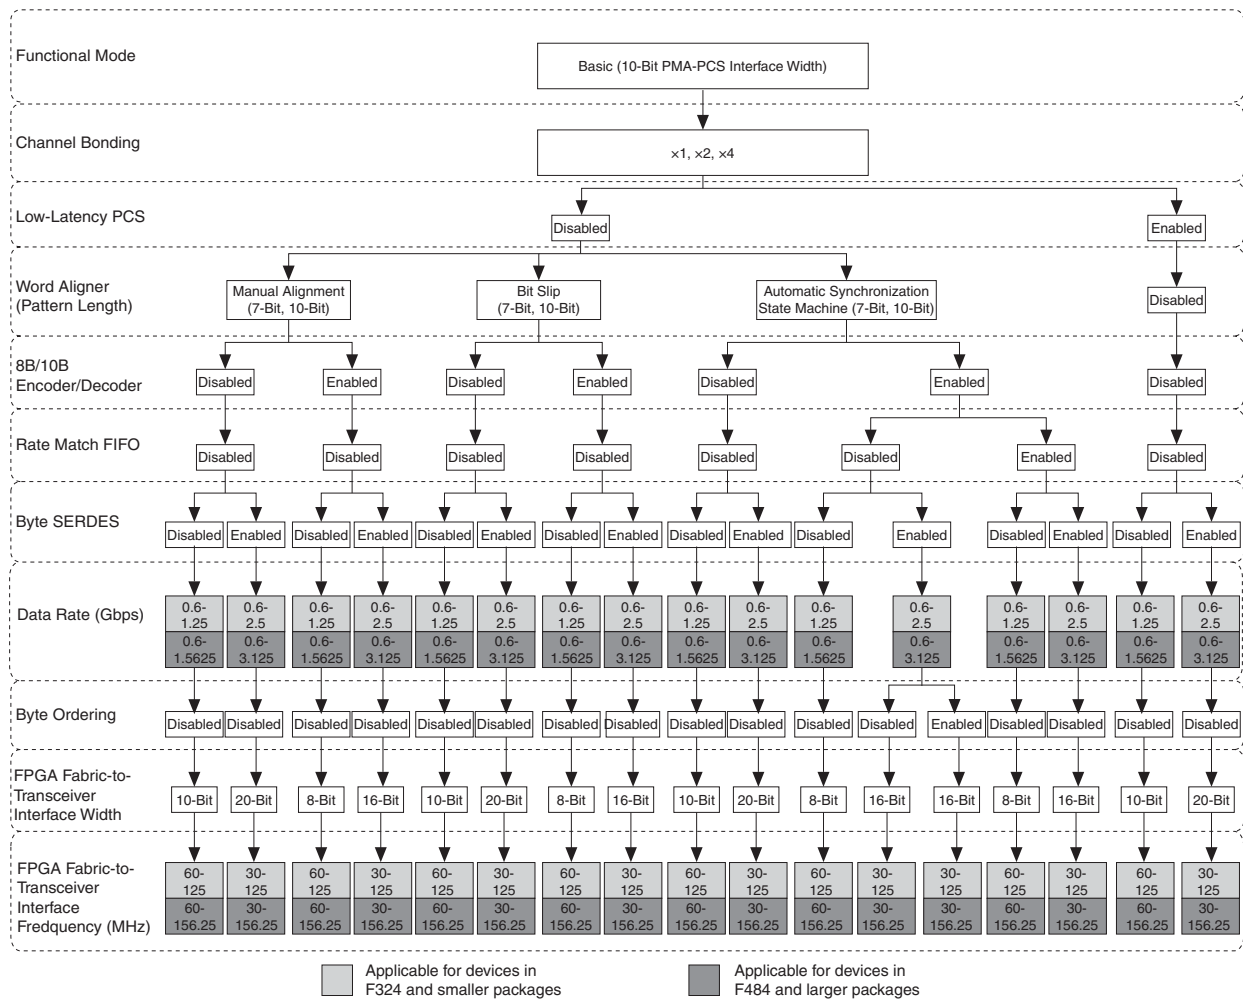 Functional Mode
Basic (10-Bit PMA-PCS Interface Width)
Channel Bonding
×1, ×2, ×4
Low-Latency PCS
Disabled Enabled
Word Aligner
(Pattern Length)
Manual Alignment
(7-Bit, 10-Bit)
Bit Slip
(7-Bit, 10-Bit)
Automatic Synchronization
State Machine (7-Bit, 10-Bit)
Disabled
8B/10B
Encoder/Decoder
Disabled Enabled Disabled Enabled Disabled Enabled Disabled
Rate Match FIFO
Disabled Disabled Disabled Disabled Disabled Disabled Enabled Disabled
Byte SERDES
Disabled Enabled Disabled Enabled Disabled Enabled Disabled Enabled Disabled Enabled Disabled Enabled Disabled Enabled Disabled Enabled
Data Rate (Gbps)
0.6- 0.6- 0.6- 0.6- 0.6- 0.6- 0.6- 0.6- 0.6- 0.6- 0.6- 0.6- 0.6- 0.6- 0.6- 0.6-
1.25 2.5 1.25 2.5 1.25 2.5 1.25 2.5 1.25 2.5 1.25 2.5 1.25 2.5 1.25 2.5
0.6- 0.6- 0.6- 0.6- 0.6- 0.6- 0.6- 0.6- 0.6- 0.6- 0.6- 0.6- 0.6- 0.6- 0.6- 0.6-
1.5625 3.125 1.5625 3.125 1.5625 3.125 1.5625 3.125 1.5625 3.125 1.5625 3.125 1.5625 3.125 1.5625 3.125
Byte Ordering
Disabled Disabled Disabled Disabled Disabled Disabled Disabled Disabled Disabled Disabled Disabled Disabled Enabled Disabled Disabled Disabled Disabled
FPGA Fabric-to-
Transceiver
Interface Width
10-Bit 20-Bit 8-Bit 16-Bit 10-Bit 20-Bit 8-Bit 16-Bit 10-Bit 20-Bit 8-Bit 16-Bit 16-Bit 8-Bit 16-Bit 10-Bit 20-Bit
FPGA Fabric-to-
Transceiver
Interface
Fredquency (MHz)
60- 30- 60- 30- 60- 30- 60- 30- 60- 30- 60- 30- 30- 60- 30- 60- 30-
125 125 125 125 125 125 125 125 125 125 125 125 125 125 125 125 125
60- 30- 60- 30- 60- 30- 60- 30- 60- 30- 60- 30- 30- 60- 30- 60- 30-
156.25 156.25 156.25 156.25 156.25 156.25 156.25 156.25 156.25 156.25 156.25 156.25 156.25 156.25 156.25 156.25 156.25
Applicable for devices in
F324 and smaller packages
Applicable for devices in
F484 and larger packages